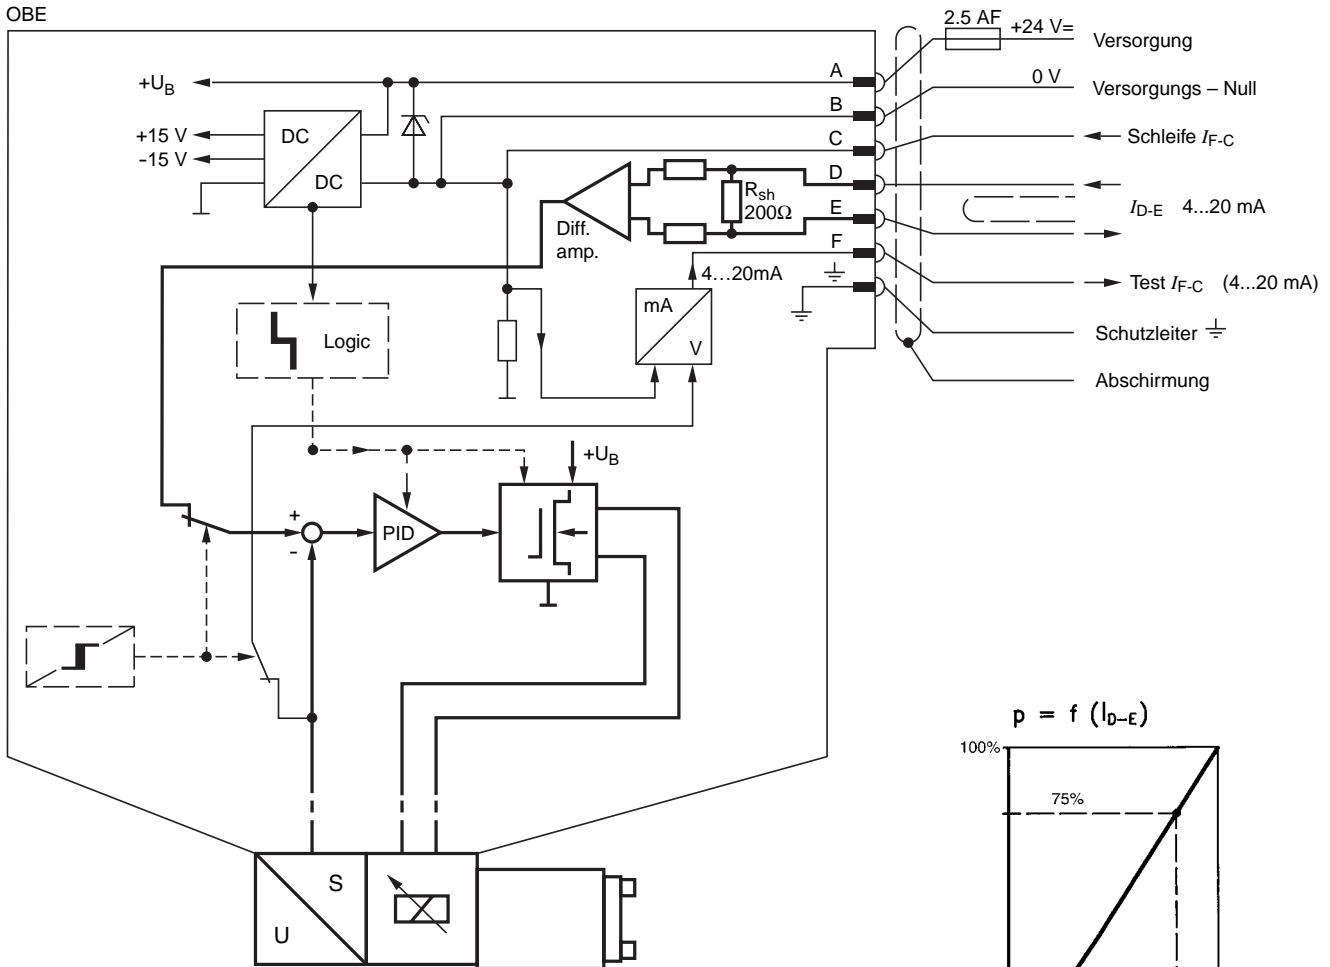 OBE
2.5 AF
+24 V=
Versorgung
A
+U_B
0 V
Versorgungs – Null
B
+15 V
DC
C
Schleife I_F-C
-15 V
DC
D
R_sh
200Ω
I_D-E 4...20 mA
E
Diff.
amp.
F
4...20mA
Test I_F-C (4...20 mA)
mA
V
Logic
Schutzleiter
Abschirmung
+U_B
+
-
PID
p = f (I_D–E)
100%
75%
S
U